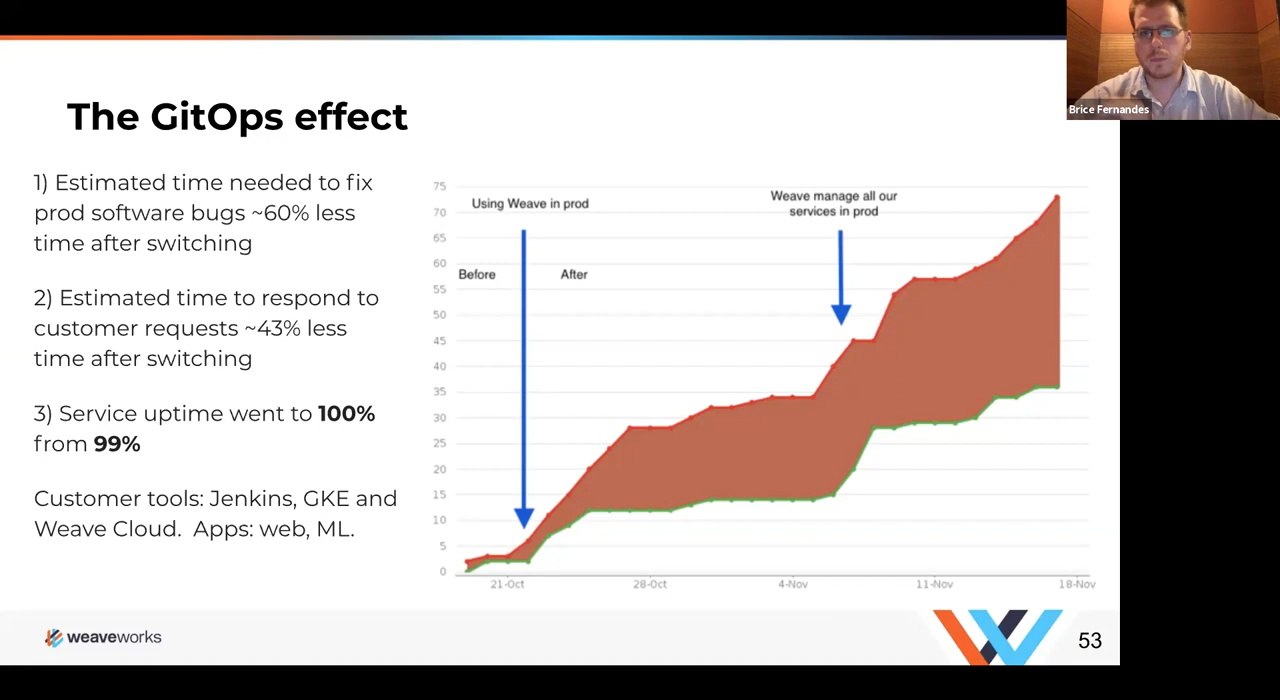 Brice Fernandes
The GitOps effect
1) Estimated time needed to fix
prod software bugs ~60% less
time after switching
2) Estimated time to respond to
customer requests ~43% less
time after switching
3) Service uptime went to 100%
from 99%
Customer tools: Jenkins, GKE and
Weave Cloud.  Apps: web, ML.
Using Weave in prod
Weave manage all our
services in prod
Before
After
75
70
65
60
55
50
45
40
35
30
25
20
15
10
5
0
21-Oct
28-Oct
4-Nov
11-Nov
18-Nov
weaveworks
53